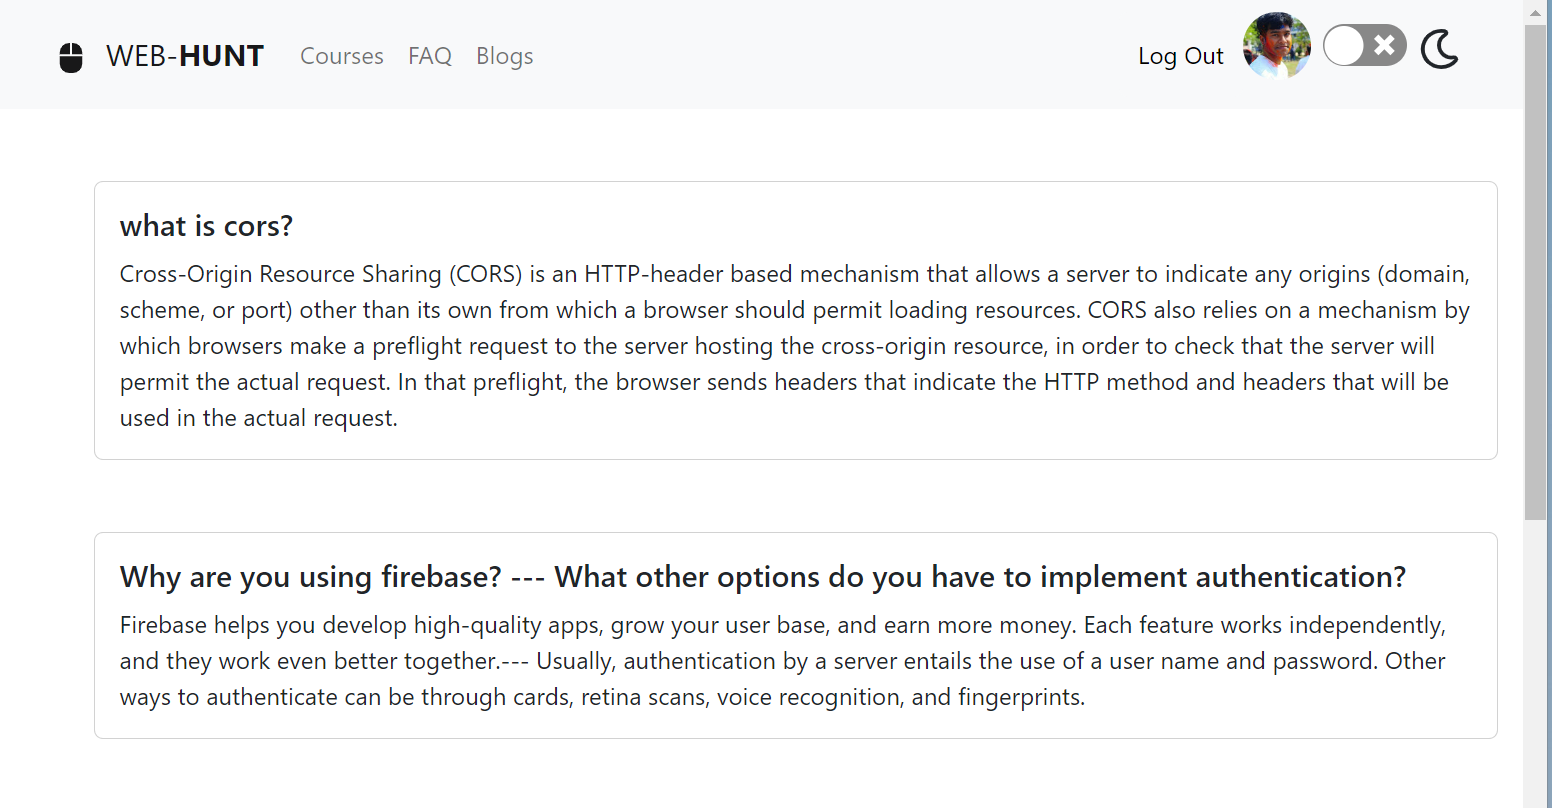 WEB-HUNT Courses FAQ Blogs Log Out
what is cors?
Cross-Origin Resource Sharing (CORS) is an HTTP-header based mechanism that allows a server to indicate any origins (domain,
scheme, or port) other than its own from which a browser should permit loading resources. CORS also relies on a mechanism by
which browsers make a preflight request to the server hosting the cross-origin resource, in order to check that the server will
permit the actual request. In that preflight, the browser sends headers that indicate the HTTP method and headers that will be
used in the actual request.
Why are you using firebase? --- What other options do you have to implement authentication?
Firebase helps you develop high-quality apps, grow your user base, and earn more money. Each feature works independently,
and they work even better together.--- Usually, authentication by a server entails the use of a user name and password. Other
ways to authenticate can be through cards, retina scans, voice recognition, and fingerprints.